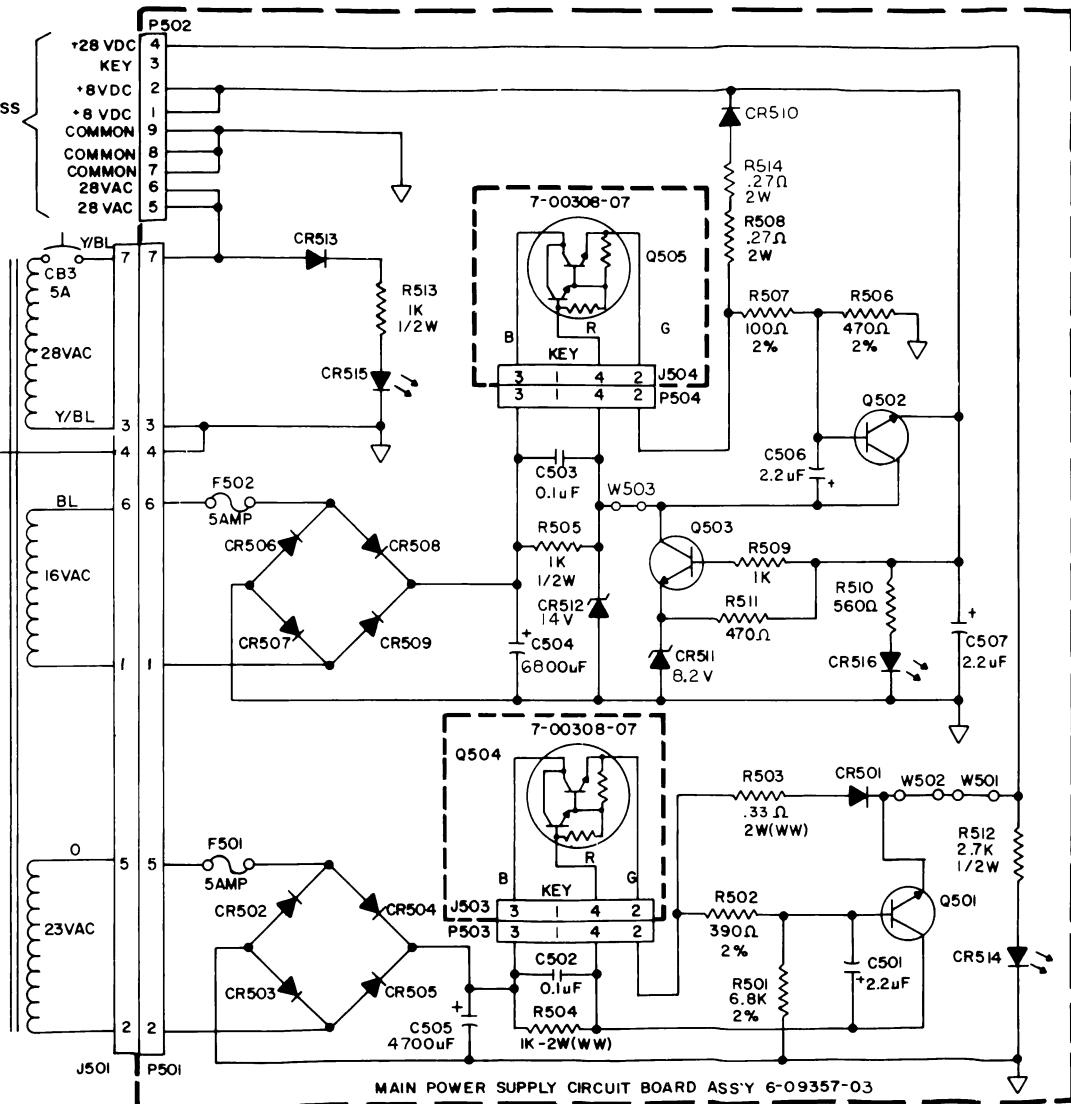 P502
+28 VDC 4
KEY 3
+8VDC 2
+8 VDC 1
COMMON 9
COMMON 8
COMMON 7
28VAC 6
28 VAC 5
SS
CR510
R514
.27Ω
2W
R508
.27Ω
2W
7-00308-07
Q505
B
R
G
KEY
3 1 4 2 J504
3 1 4 2 P504
Y/BL
7 7
CB3
5A
28VAC
Y/BL
3 3
4 4
CR513
R513
1K
1/2W
CR515
R507
100Ω
2%
R506
470Ω
2%
Q502
C506
2.2uF
+
C503
0.1uF
W503
BL
6 6
F502
5AMP
16VAC
1 1
CR506
CR508
CR507
CR509
R505
1K
1/2W
CR512
14V
+
C504
6800uF
Q503
R509
1K
R511
470Ω
CR511
8.2V
R510
560Ω
CR516
+
C507
2.2uF
7-00308-07
Q504
B
R
G
KEY
J503 3 1 4 2
P503 3 1 4 2
R503
.33Ω
2W(WW)
CR501
W502
W501
R512
2.7K
1/2W
O
5 5
F501
5AMP
23VAC
2 2
CR502
CR504
CR503
CR505
+
C505
4700uF
C502
0.1uF
R504
1K-2W(WW)
R502
390Ω
2%
Q501
R501
6.8K
2%
C501
+2.2uF
CR514
J501 P501
MAIN POWER SUPPLY CIRCUIT BOARD ASS'Y 6-09357-03